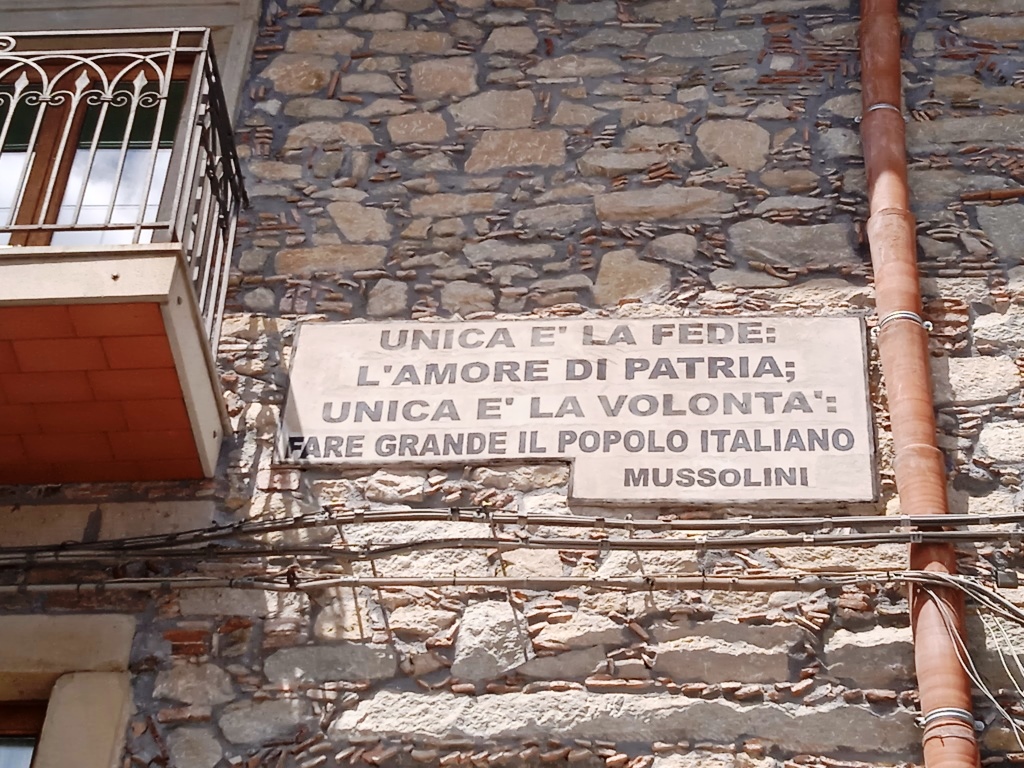 UNICA E' LA FEDE:
L'AMORE DI PATRIA;
UNICA E' LA VOLONTA':
FARE GRANDE IL POPOLO ITALIANO
MUSSOLINI